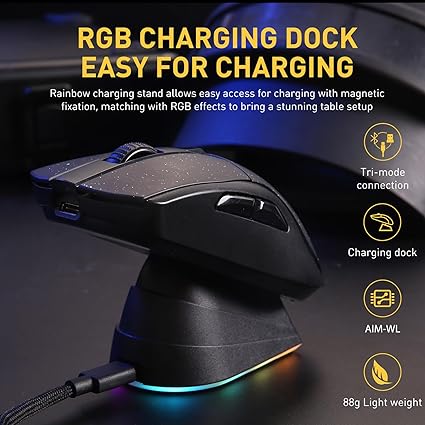 RGB CHARGING DOCK
EASY FOR CHARGING
Rainbow charging stand allows easy access for charging with magnetic
fixation, matching with RGB effects to bring a stunning table setup
Tri-mode
connection
Charging dock
AIM-WL
88g Light weight